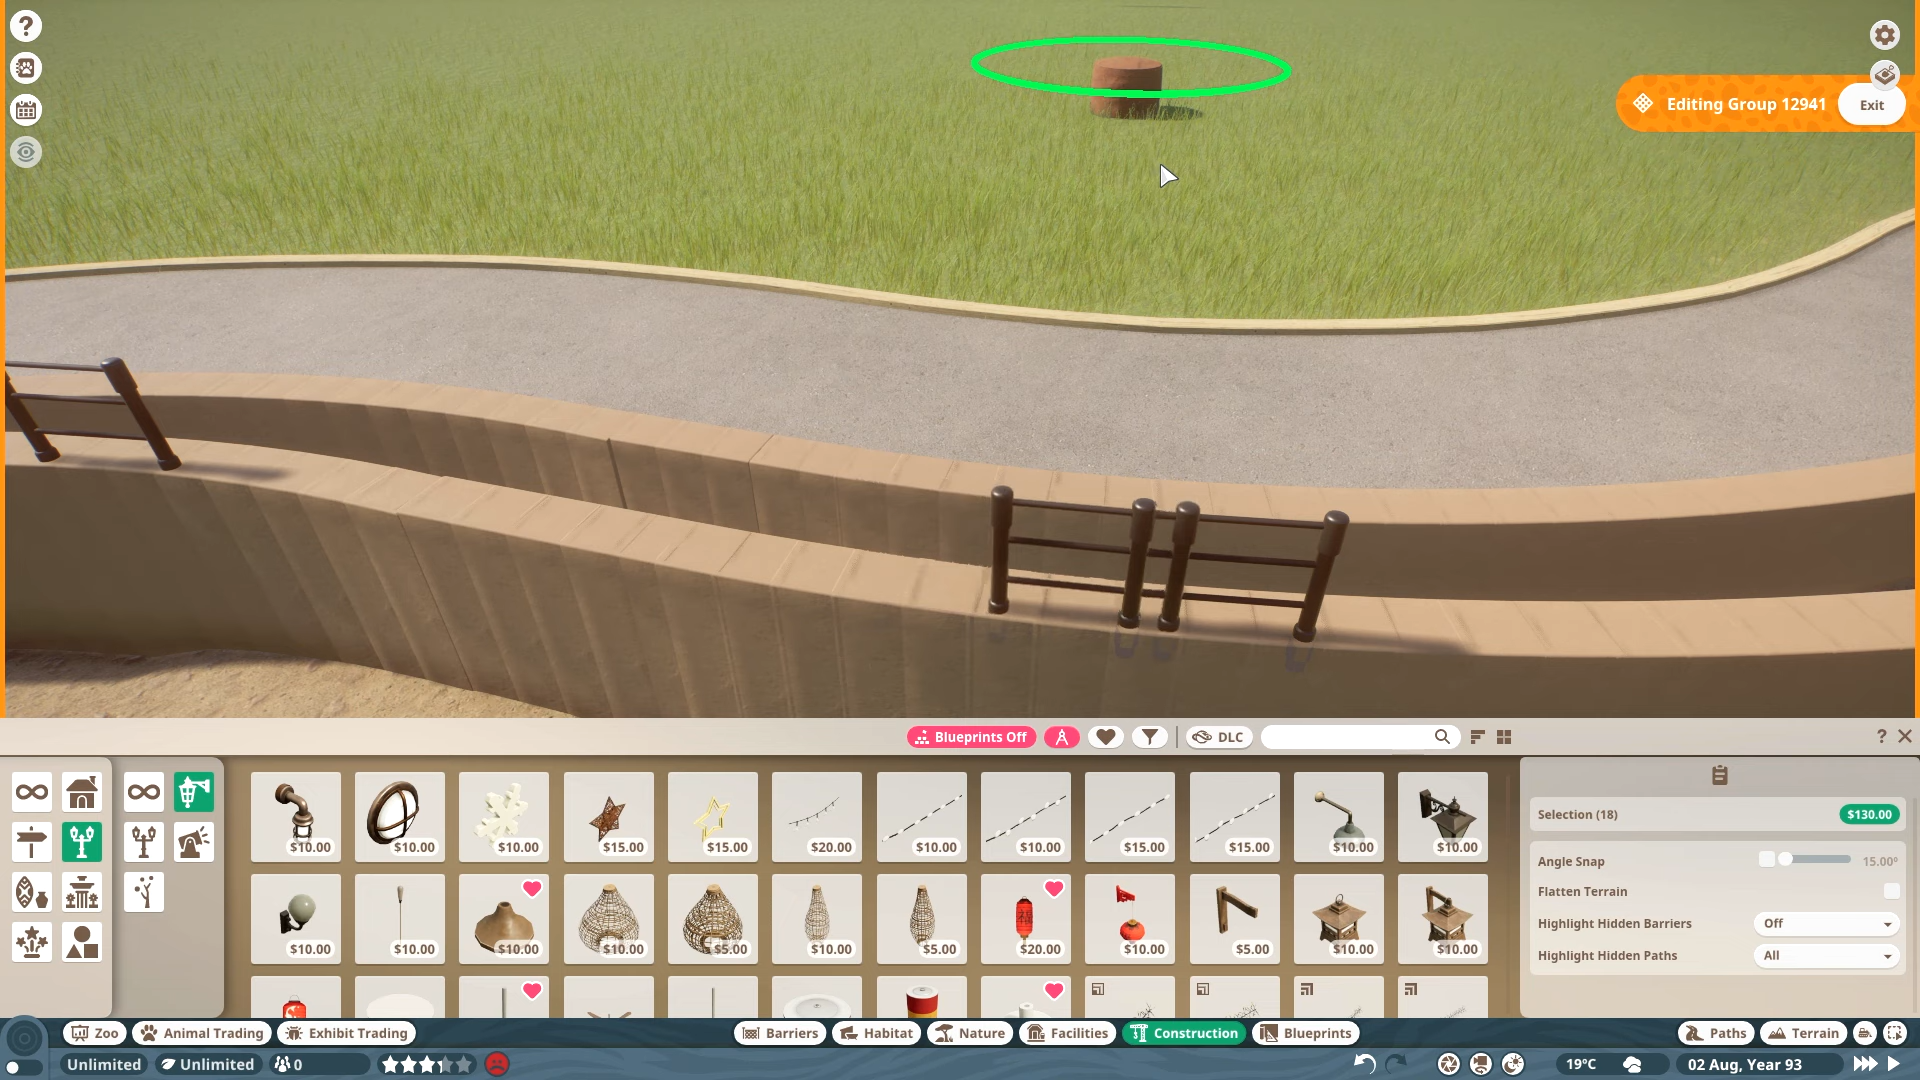 ?
Editing Group 12941
Exit
Blueprints Off
DLC
?
$10.00
$10.00
$10.00
$15.00
$15.00
$20.00
$10.00
$10.00
$15.00
$15.00
$10.00
$10.00
$10.00
$10.00
$10.00
$10.00
$5.00
$10.00
$5.00
$20.00
$10.00
$5.00
$10.00
$10.00
Selection (18)
$130.00
Angle Snap
15.00°
Flatten Terrain
Highlight Hidden Barriers
Off
Highlight Hidden Paths
All
Zoo
Animal Trading
Exhibit Trading
Barriers
Habitat
Nature
Facilities
Construction
Blueprints
Paths
Terrain
Unlimited
Unlimited
0
19°C
02 Aug, Year 93